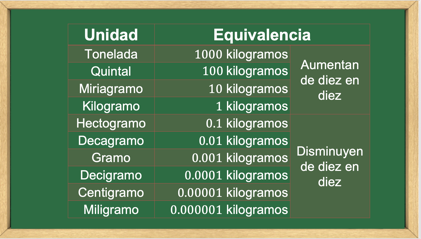 Unidad Equivalencia
Tonelada 1000 kilogramos
Quintal 100 kilogramos
Miriagramo 10 kilogramos
Kilogramo 1 kilogramos
Aumentan
de diez en
diez
Hectogramo 0.1 kilogramos
Decagramo 0.01 kilogramos
Gramo 0.001 kilogramos
Decigramo 0.0001 kilogramos
Centigramo 0.00001 kilogramos
Miligramo 0.000001 kilogramos
Disminuyen
de diez en
diez